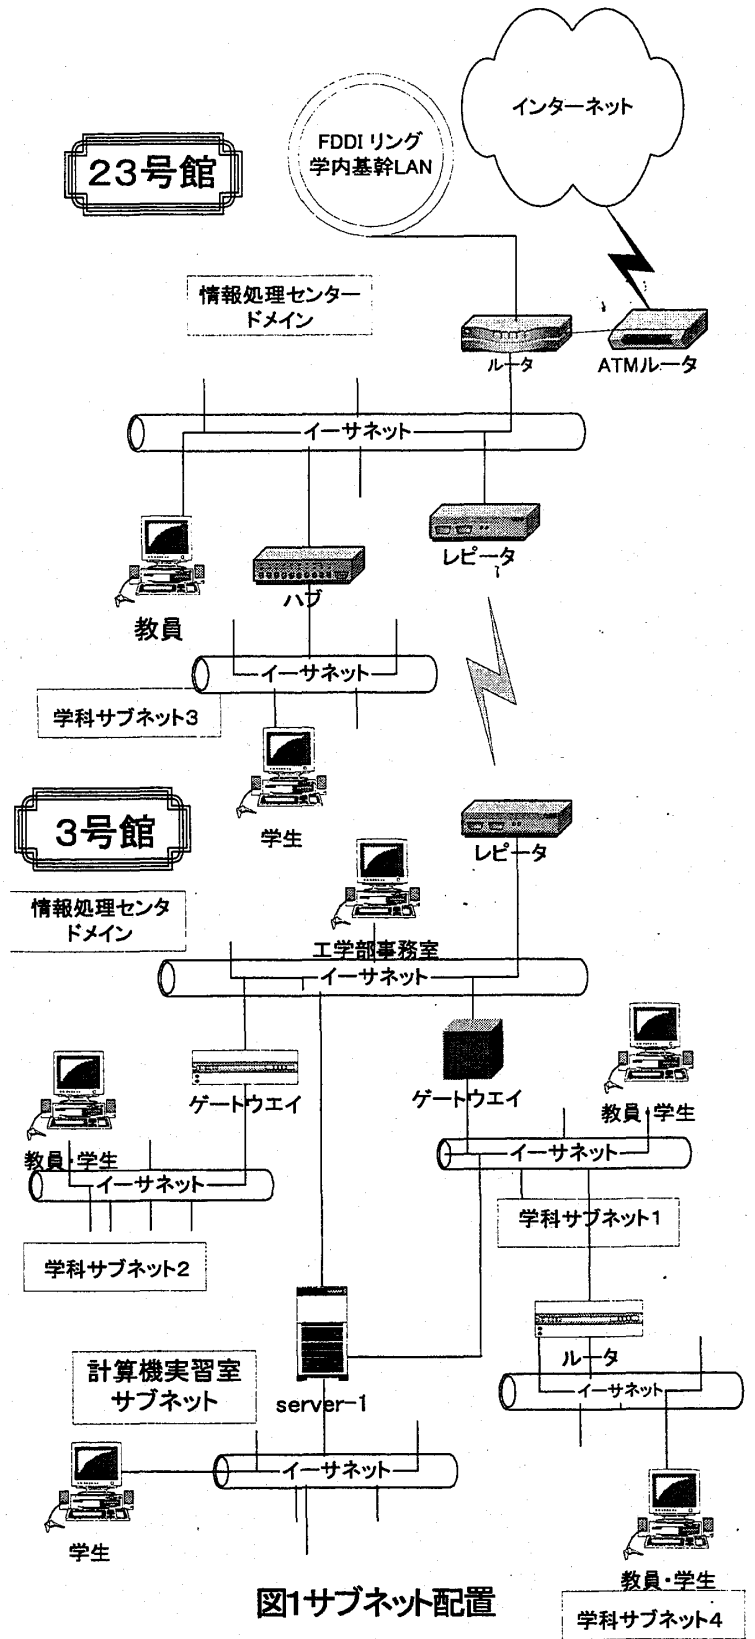 インターネット
FDDI リング
学内基幹LAN
23号館
情報処理センター
ドメイン
ルータ
ATMルータ
イーサネット
レピータ
ハブ
教員
イーサネット
学科サブネット3
学生
3号館
レピータ
情報処理センタ
ドメイン
工学部事務室
イーサネット
ゲートウエイ
ゲートウエイ
教員・学生
教員・学生
イーサネット
イーサネット
学科サブネット1
学科サブネット2
ルータ
計算機実習室
サブネット
server-1
イーサネット
イーサネット
学生
教員・学生
図1サブネット配置
学科サブネット4